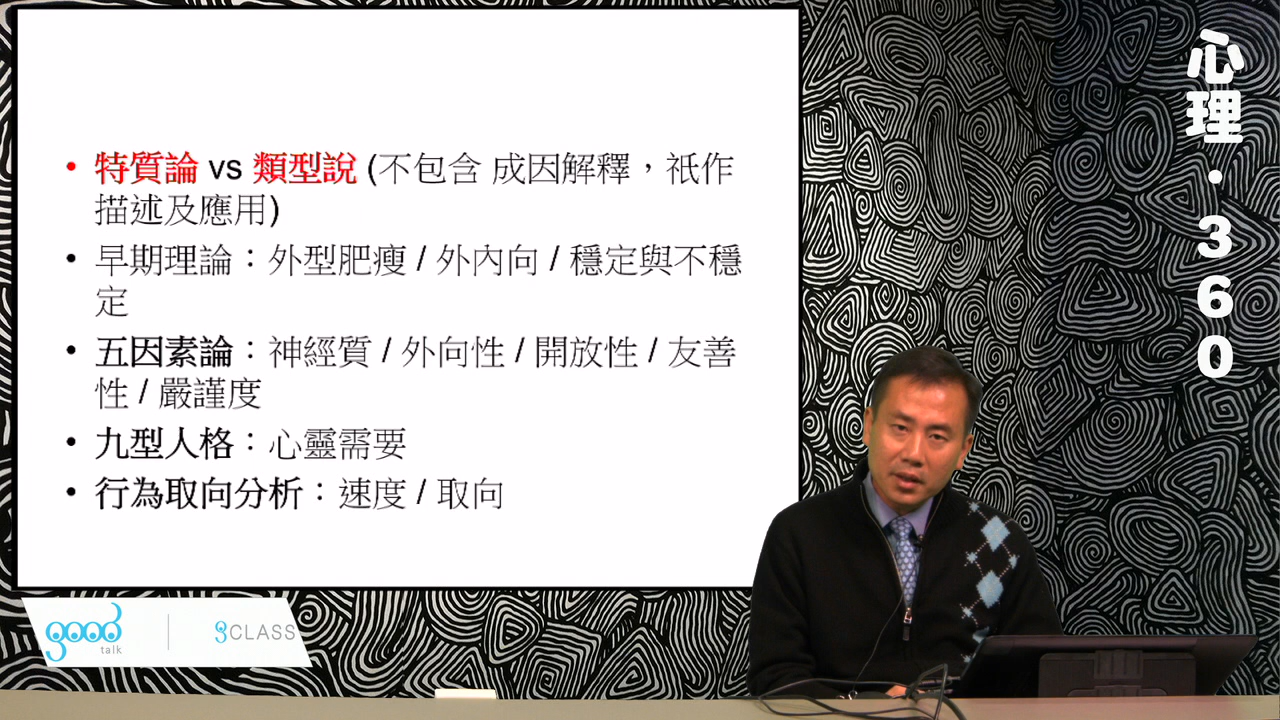 • 特質論 vs 類型說 (不包含 成因解釋，祇作
描述及應用)
• 早期理論：外型肥瘦 / 外內向 / 穩定與不穩
定
• 五因素論：神經質 / 外向性 / 開放性 / 友善
性 / 嚴謹度
• 九型人格：心靈需要
• 行為取向分析：速度 / 取向
心理·360
good
talk
gCLASS